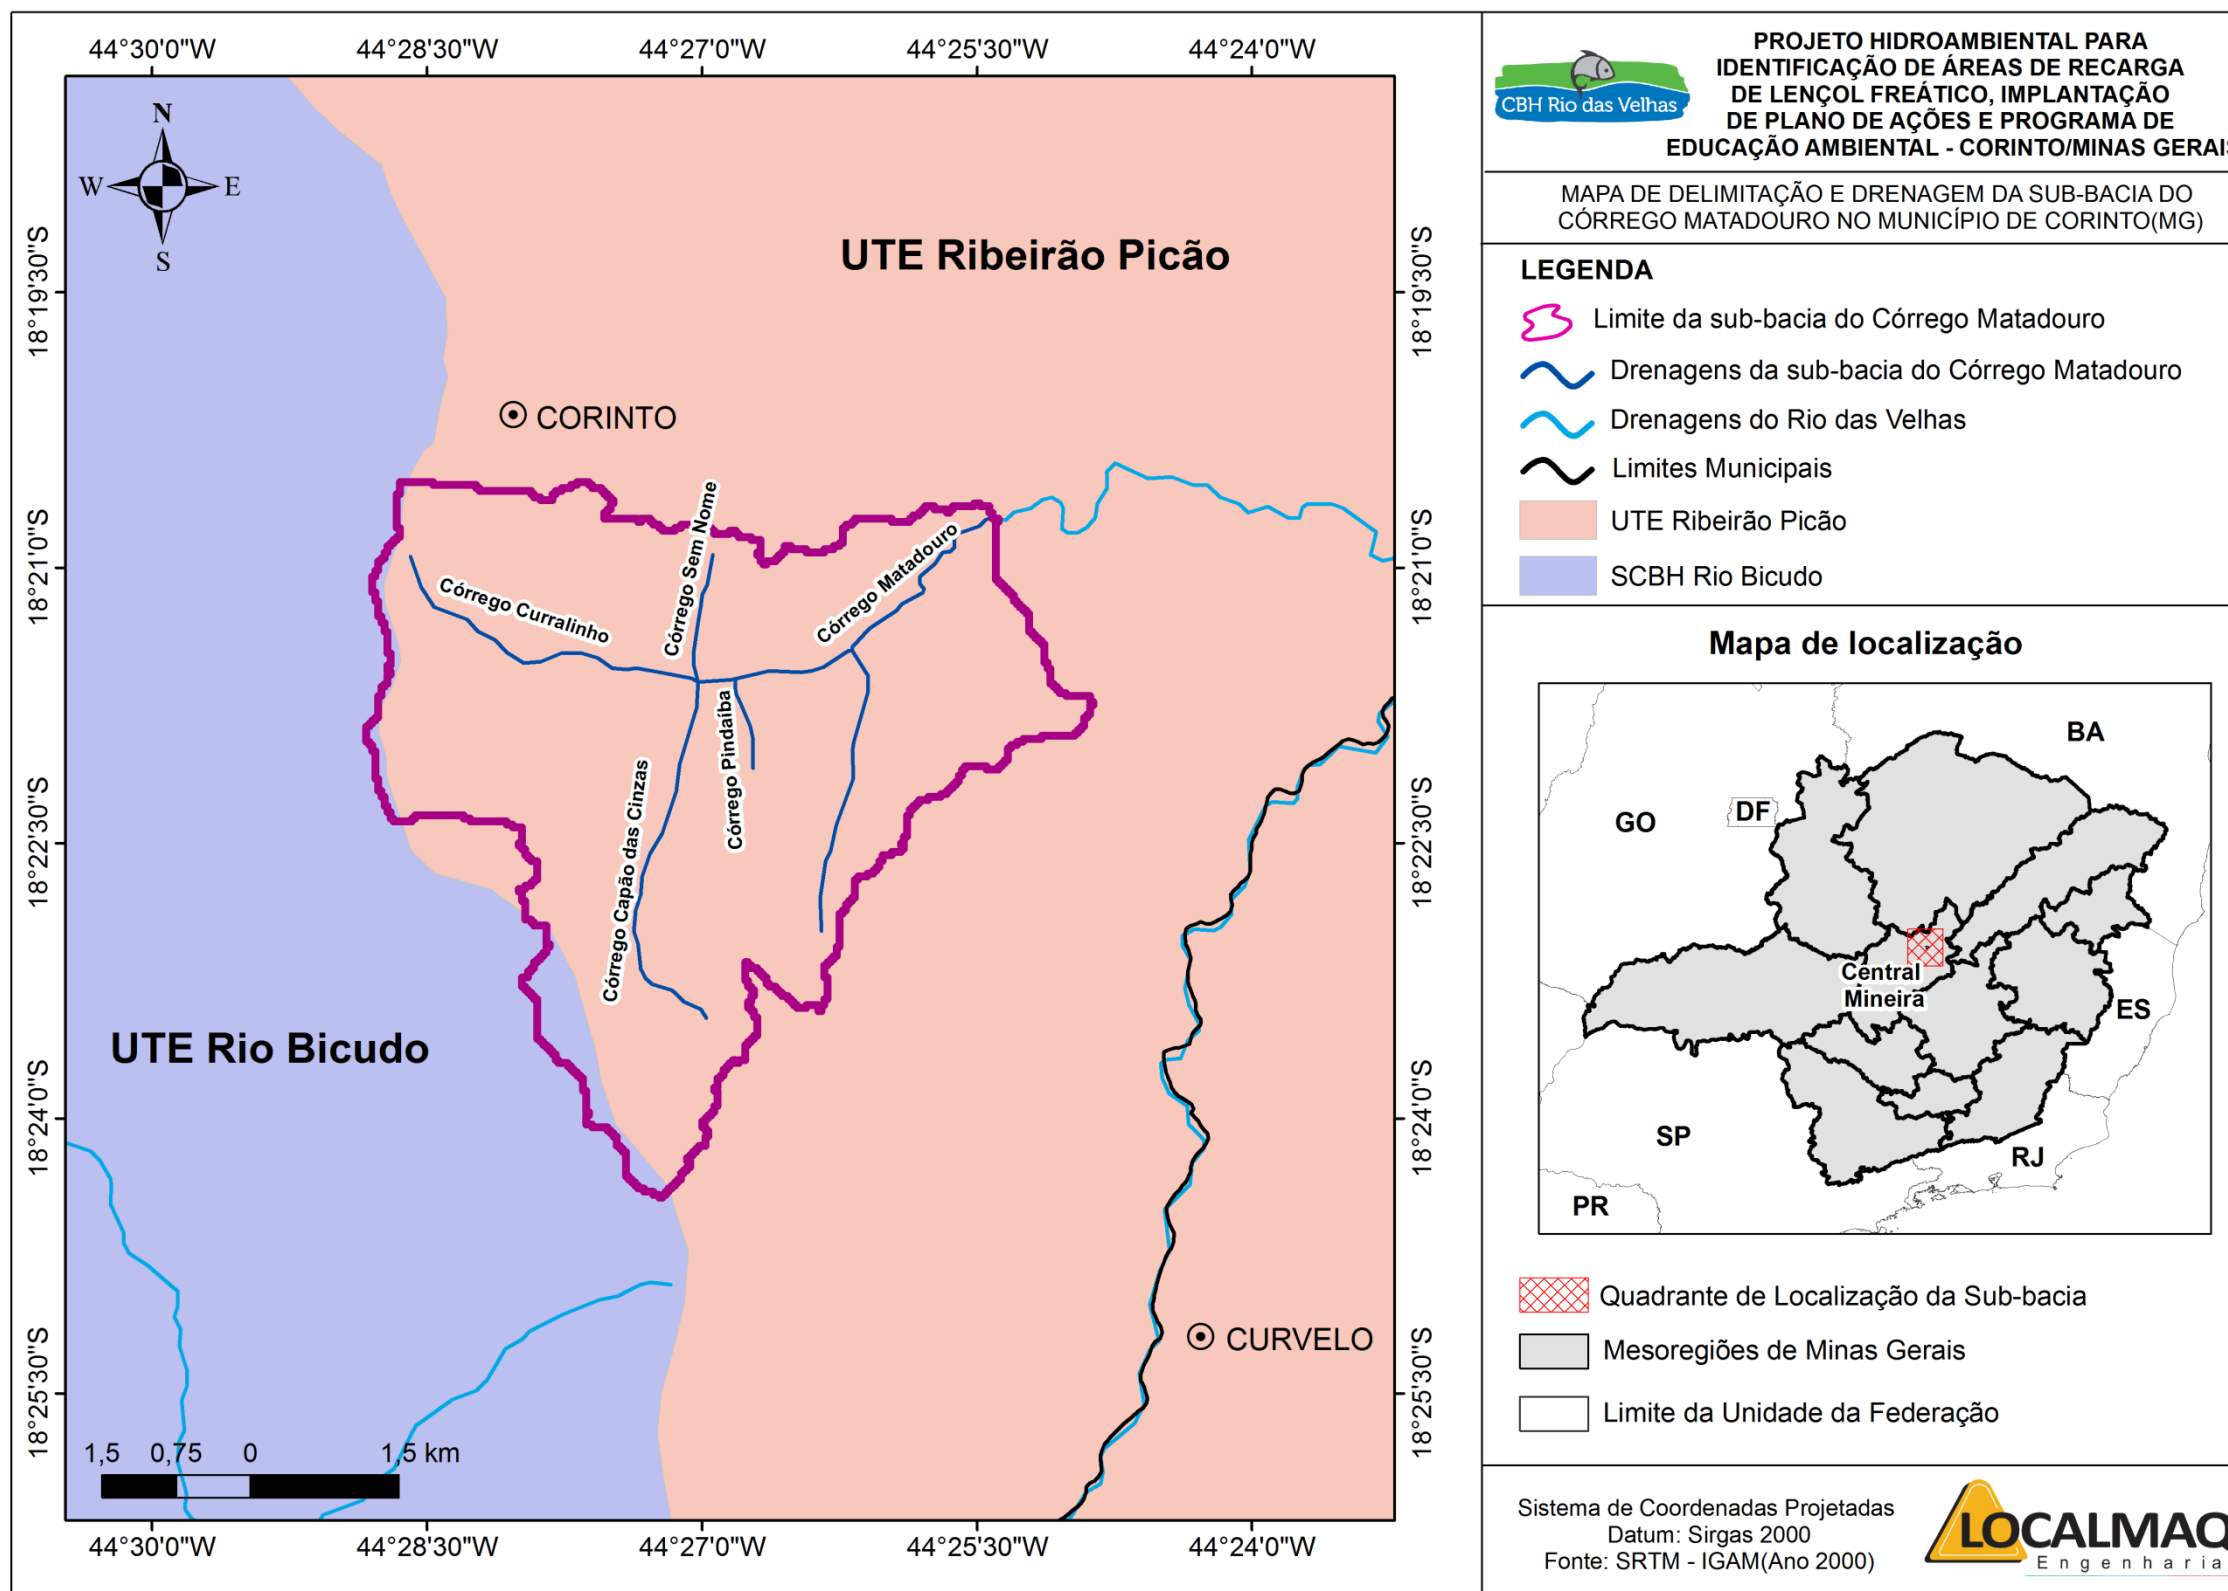 44°30'0"W
44°28'30"W
44°27'0"W
44°25'30"W
44°24'0"W
N
W
E
S
18°19'30"S
18°21'0"S
18°22'30"S
18°24'0"S
18°25'30"S
UTE Ribeirão Picão
CORINTO
Córrego Sem Nome
Córrego Matadouro
Córrego Curralinho
Córrego Pindaíba
Córrego Capão das Cinzas
UTE Rio Bicudo
CURVELO
1,5 0,75 0 1,5 km
18°19'30"S
18°21'0"S
18°22'30"S
18°24'0"S
18°25'30"S
44°30'0"W
44°28'30"W
44°27'0"W
44°25'30"W
44°24'0"W
CBH Rio das Velhas
PROJETO HIDROAMBIENTAL PARA
IDENTIFICAÇÃO DE ÁREAS DE RECARGA
DE LENÇOL FREÁTICO, IMPLANTAÇÃO
DE PLANO DE AÇÕES E PROGRAMA DE
EDUCAÇÃO AMBIENTAL - CORINTO/MINAS GERAIS
MAPA DE DELIMITAÇÃO E DRENAGEM DA SUB-BACIA DO
CÓRREGO MATADOURO NO MUNICÍPIO DE CORINTO(MG)
LEGENDA
Limite da sub-bacia do Córrego Matadouro
Drenagens da sub-bacia do Córrego Matadouro
Drenagens do Rio das Velhas
Limites Municipais
UTE Ribeirão Picão
SCBH Rio Bicudo
Mapa de localização
BA
GO
DF
Central
Mineira
ES
SP
RJ
PR
Quadrante de Localização da Sub-bacia
Mesoregiões de Minas Gerais
Limite da Unidade da Federação
Sistema de Coordenadas Projetadas
Datum: Sirgas 2000
Fonte: SRTM - IGAM(Ano 2000)
LOCALMAQ
Engenharia